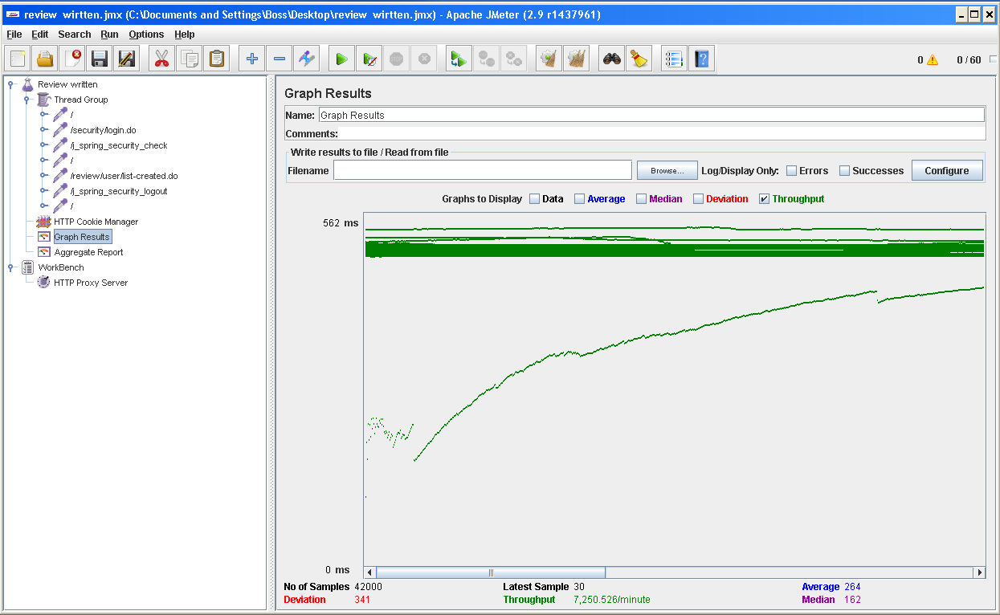 review wirtten.jmx (C:\Documents and Settings\Boss\Desktop\review wirtten.jmx) - Apache JMeter (2.9 r1437961)
File Edit Search Run Options Help
0 0 / 60
Review written
Thread Group
/
/security/login.do
/j_spring_security_check
/
/review/user/list-created.do
/j_spring_security_logout
/
HTTP Cookie Manager
Graph Results
Aggregate Report
WorkBench
HTTP Proxy Server
Graph Results
Name: Graph Results
Comments:
Write results to file / Read from file
Filename Browse... Log/Display Only: Errors Successes Configure
Graphs to Display Data Average Median Deviation Throughput
562 ms
0 ms
No of Samples 42000 Latest Sample 30 Average 264
Deviation 341 Throughput 7,250.526/minute Median 162